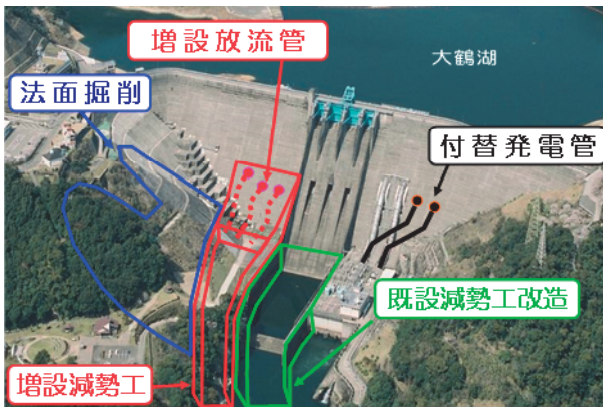 増設放流管
大鶴湖
法面掘削
付替発電管
既設減勢工改造
増設減勢工